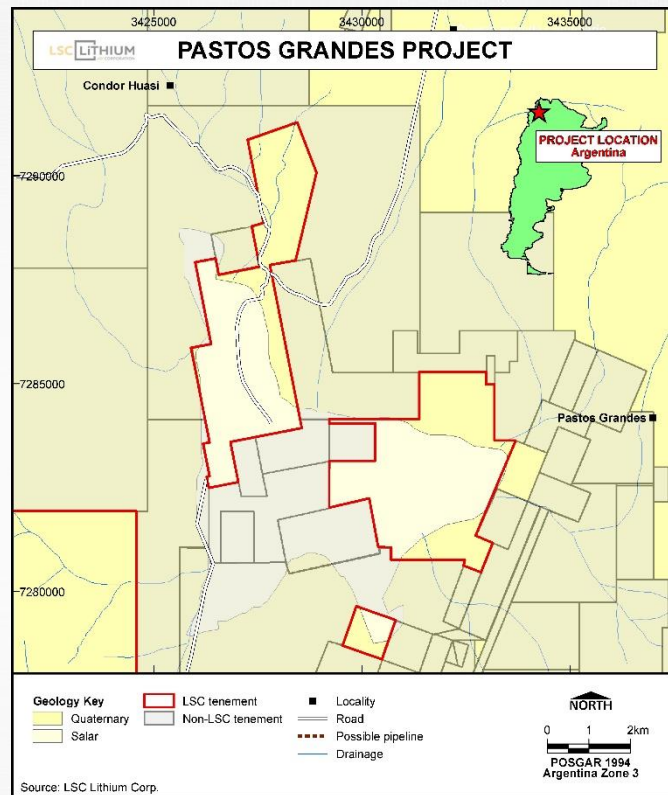 3425000 3430000 3435000
LSC LITHIUM
PASTOS GRANDES PROJECT
Condor Huasi
PROJECT LOCATION
Argentina
7280000
7285000
Pastos Grandes
7280000
Geology Key
Quaternary
Salar
LSC tenement
Non-LSC tenement
Locality
Road
Possible pipeline
Drainage
NORTH
0 1 2km
POSGAR 1994
Argentina Zone 3
Source: LSC Lithium Corp.